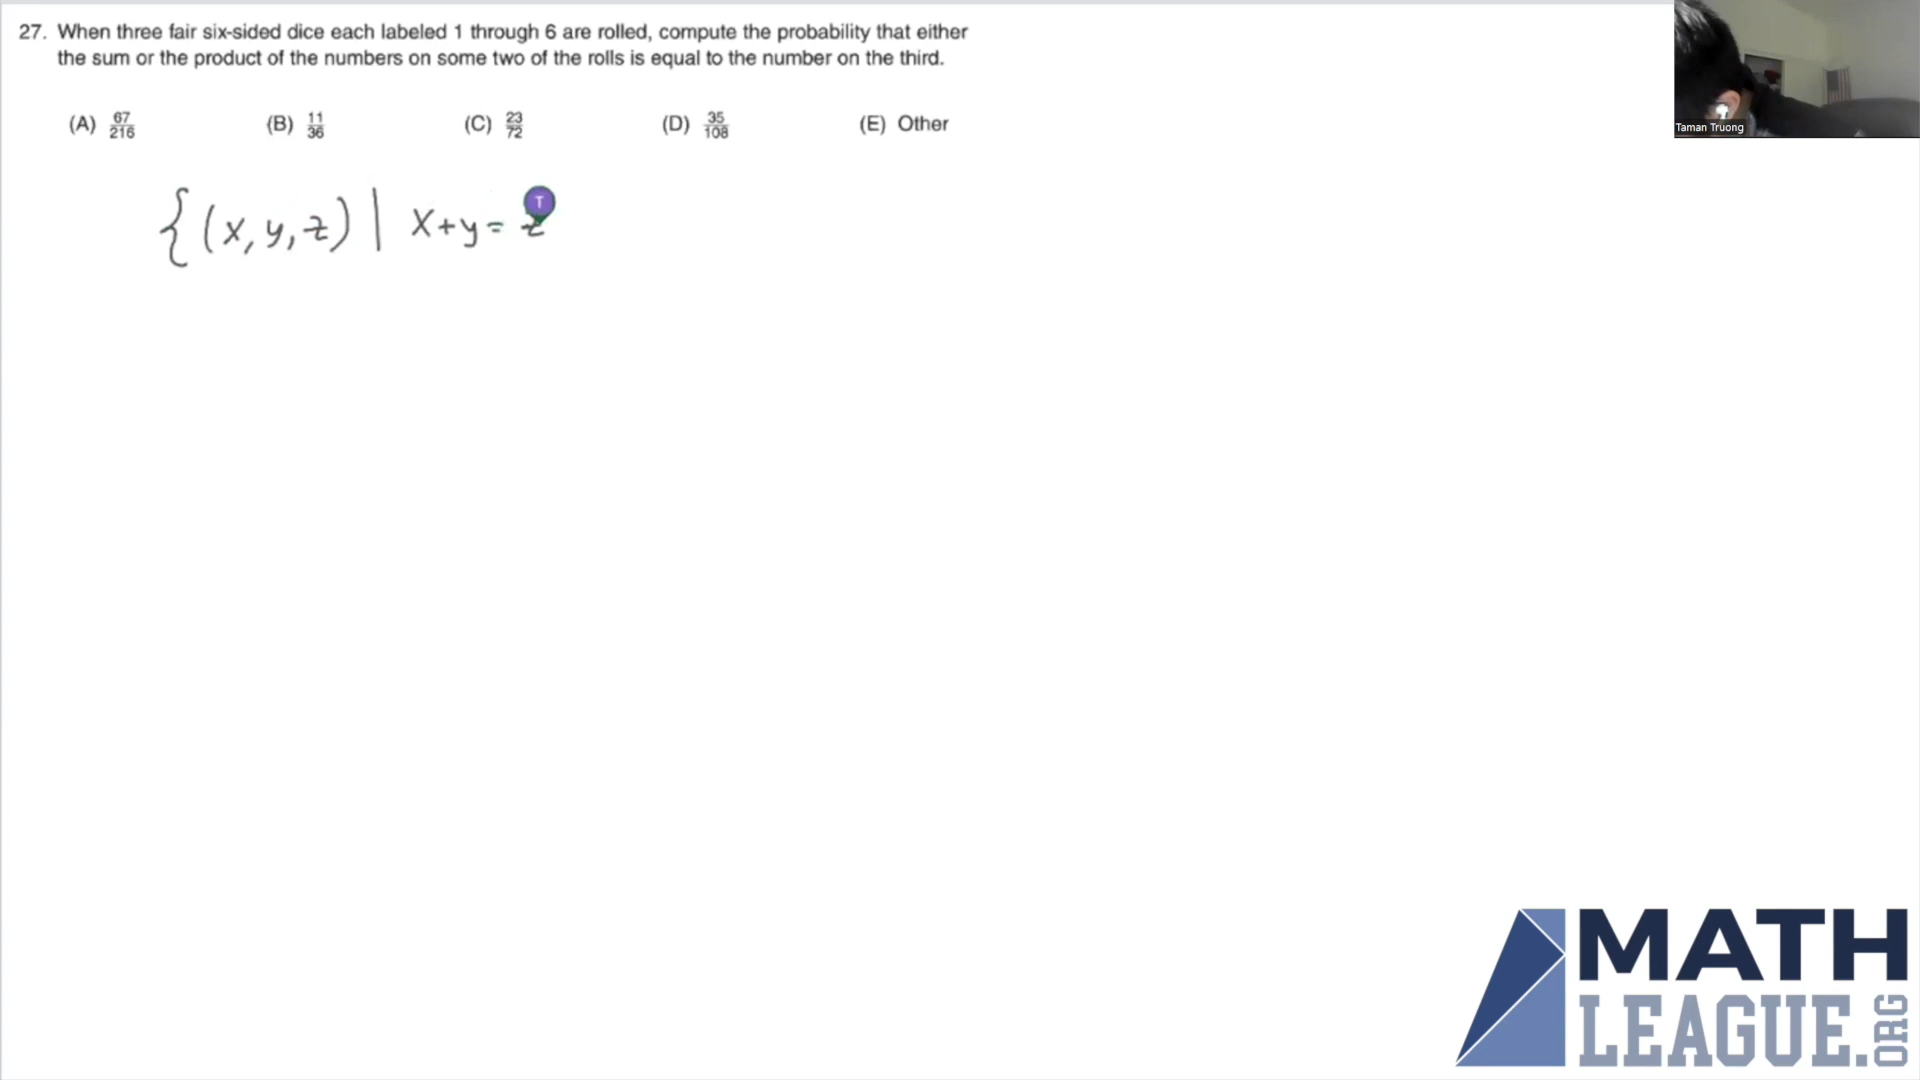 27. When three fair six-sided dice each labeled 1 through 6 are rolled, compute the probability that either
the sum or the product of the numbers on some two of the rolls is equal to the number on the third.
(A) 67/216 (B) 11/36 (C) 23/72 (D) 35/108 (E) Other
{(x, y, z) | x+y= z
T
Taman Truong
MATH
LEAGUE.ORG